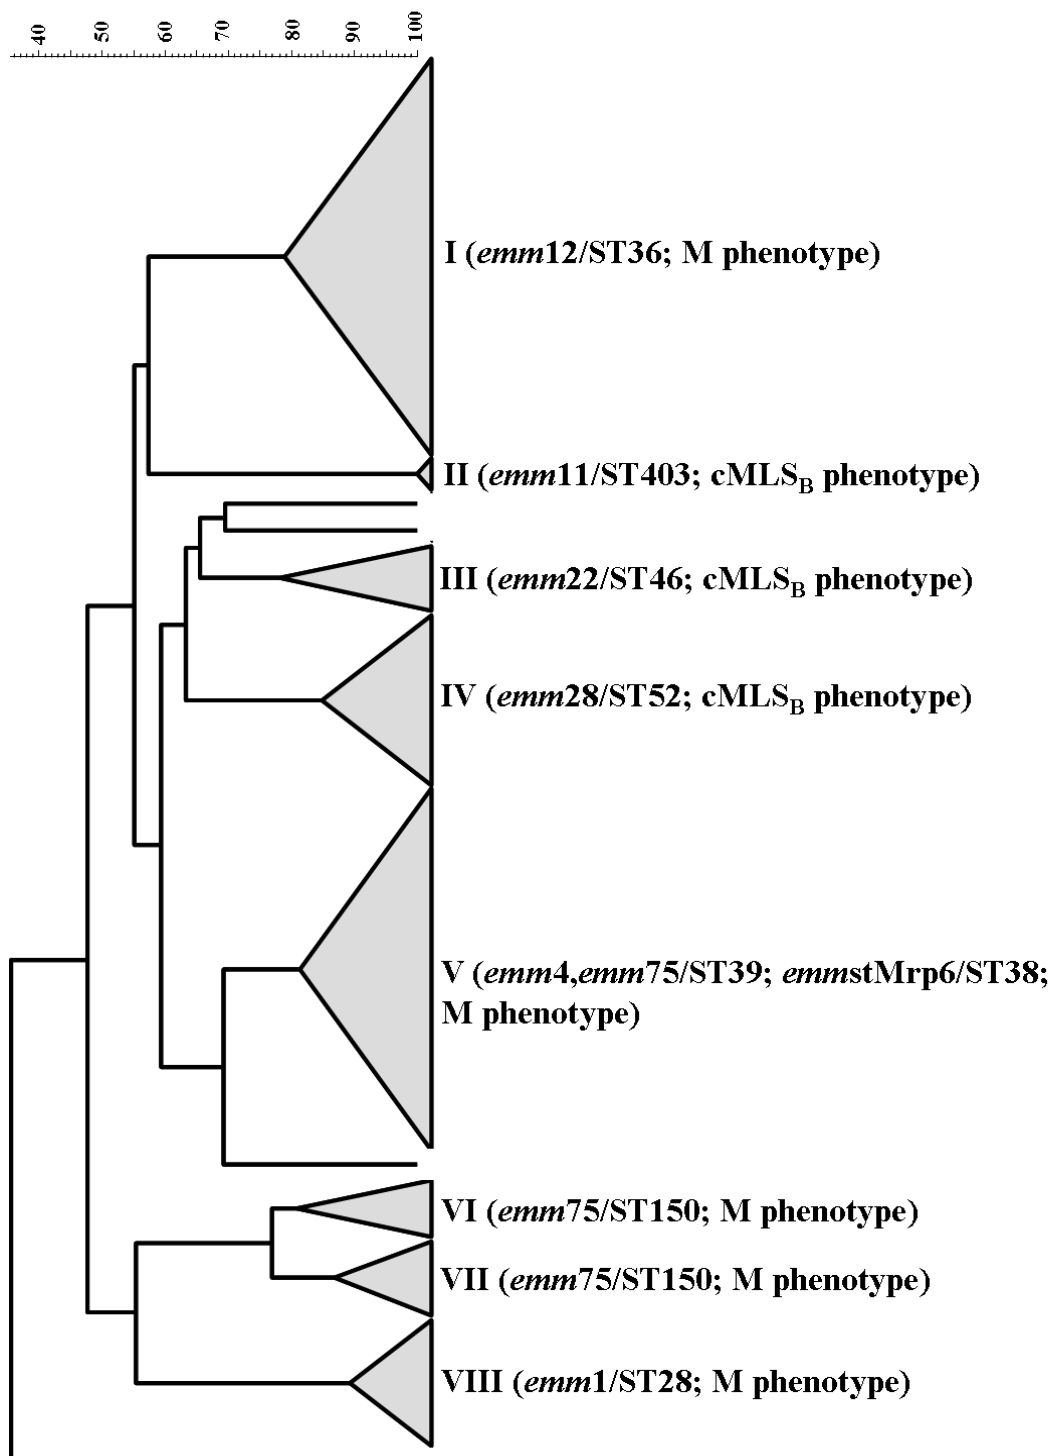 40 50 60 70 80 90 100
I (emm12/ST36; M phenotype)
II (emm11/ST403; cMLSB phenotype)
III (emm22/ST46; cMLSB phenotype)
IV (emm28/ST52; cMLSB phenotype)
V (emm4,emm75/ST39; emmstMrp6/ST38;
M phenotype)
VI (emm75/ST150; M phenotype)
VII (emm75/ST150; M phenotype)
VIII (emm1/ST28; M phenotype)